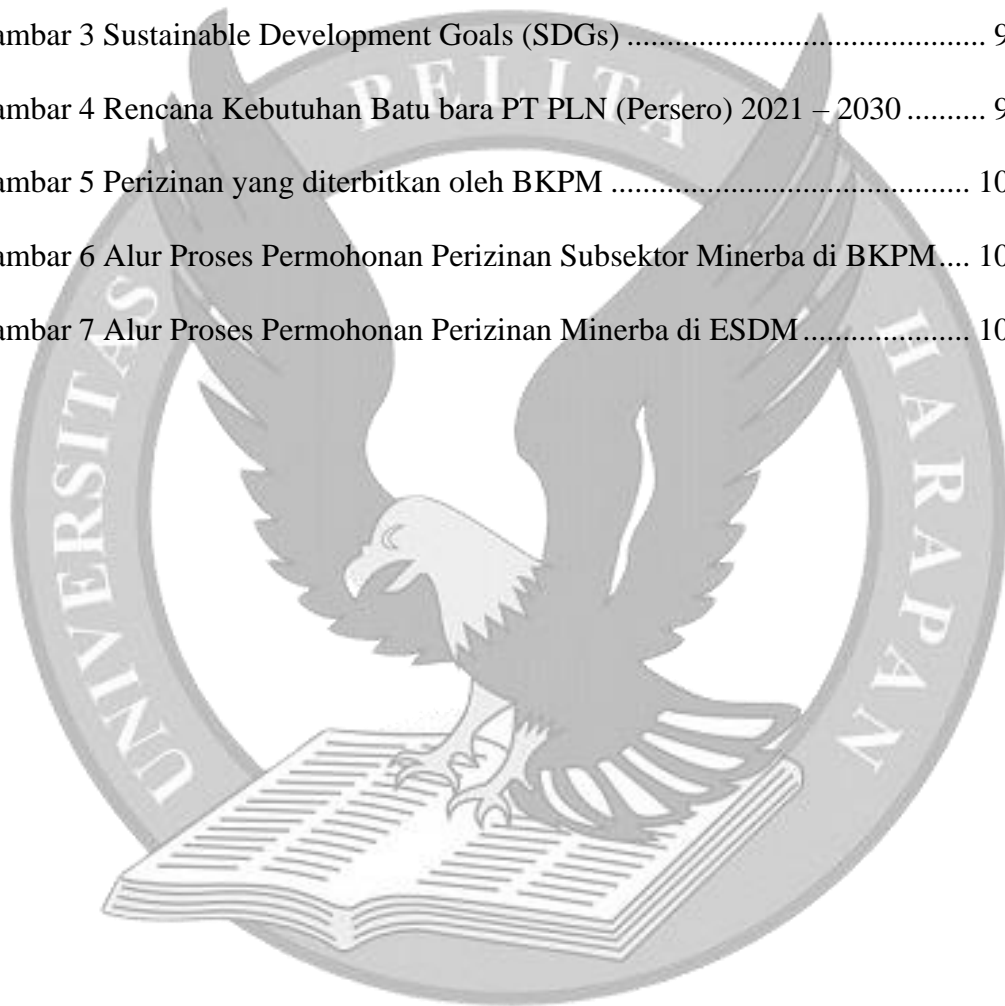 ambar 3 Sustainable Development Goals (SDGs) ....................................... 9
ambar 4 Rencana Kebutuhan Batu bara PT PLN (Persero) 2021 – 2030 .......... 9
ambar 5 Perizinan yang diterbitkan oleh BKPM ....................................... 10
ambar 6 Alur Proses Permohonan Perizinan Subsektor Minerba di BKPM.... 10
ambar 7 Alur Proses Permohonan Perizinan Minerba di ESDM................... 10
UNIVERSITAS PELITA HARAPAN